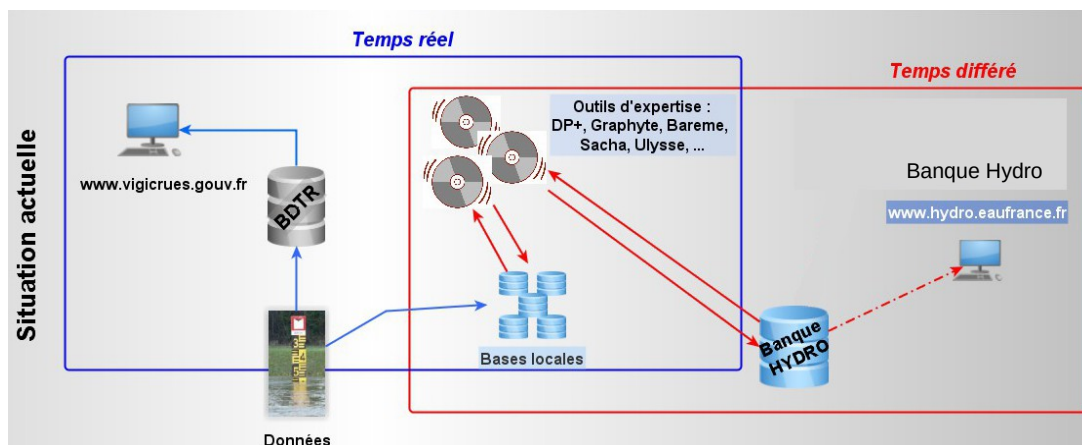 Situation actuelle
Temps réel
Temps différé
Outils d'expertise :
DP+, Graphyte, Bareme,
Sacha, Ulysse, ...
Banque Hydro
www.vigicrues.gouv.fr
www.hydro.eaufrance.fr
BDTR
Bases locales
Banque
HYDRO
Données